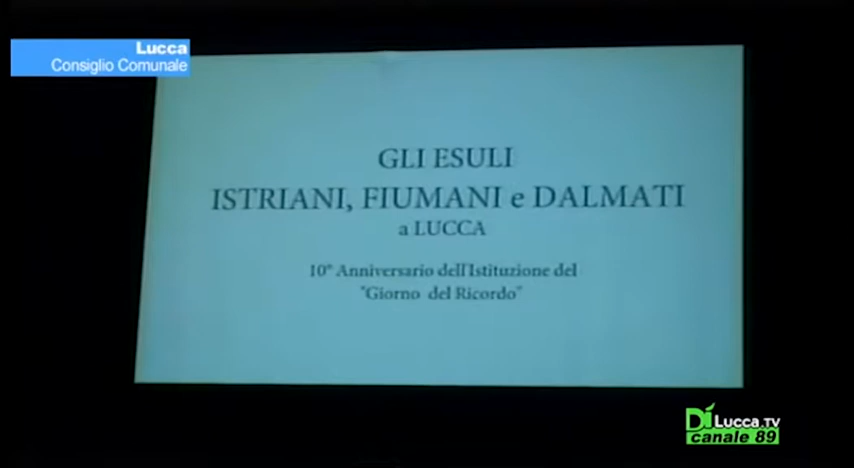 Lucca
Consiglio Comunale
GLI ESULI
ISTRIANI, FIUMANI e DALMATI
a LUCCA
10° Anniversario dell'Istituzione del
"Giorno del Ricordo"
Dì Lucca.TV
canale 89